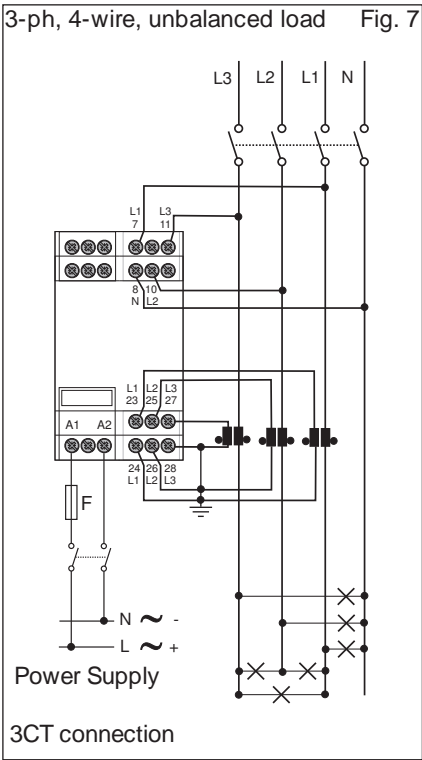 3-ph, 4-wire, unbalanced load Fig. 7
L3 L2 L1 N
L1 L3
7 11
8 10
N L2
L1 L2 L3
23 25 27
A1 A2
24 26 28
L1 L2 L3
F
N ~ -
L ~ +
Power Supply
3CT connection